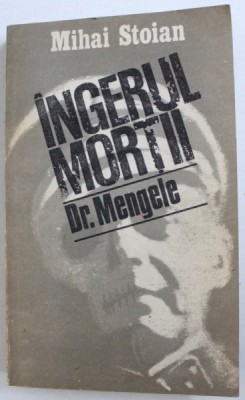 Mihai Stoian
ÎNGERUL
MORȚII
Dr. Mengele